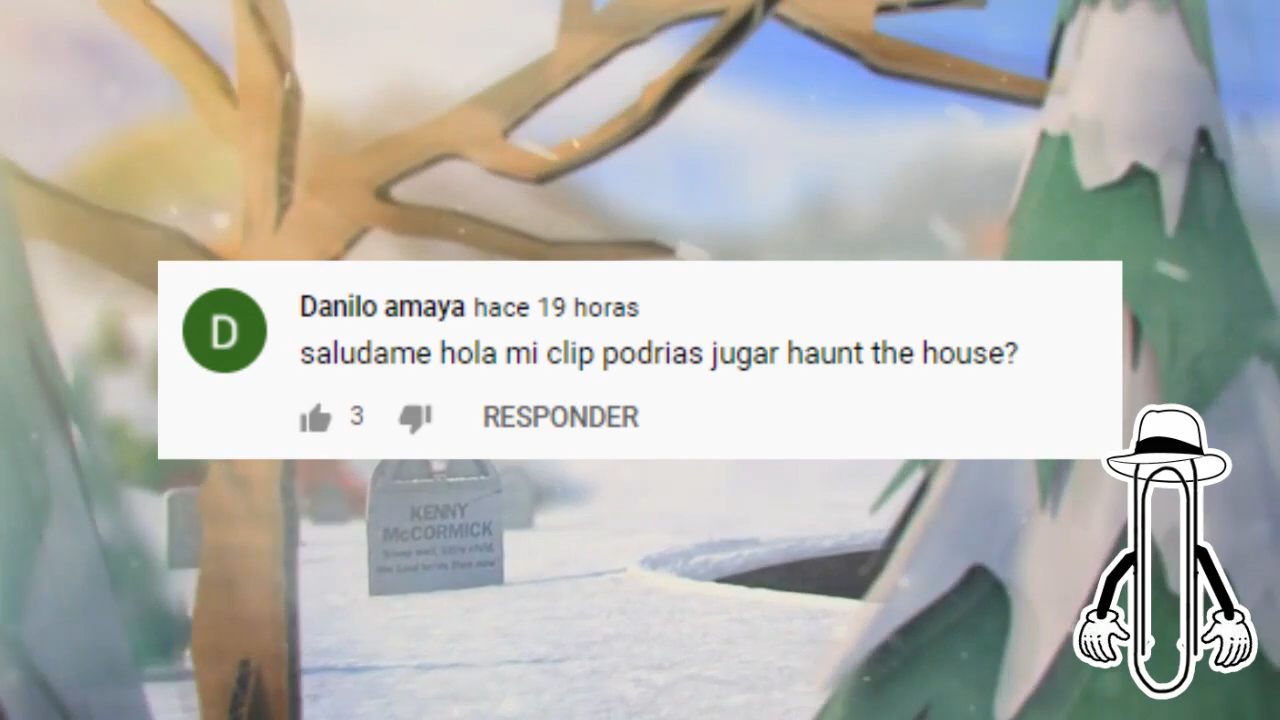 Danilo amaya hace 19 horas
D
saludame hola mi clip podrias jugar haunt the house?
3
RESPONDER
KENNY
McCORMICK